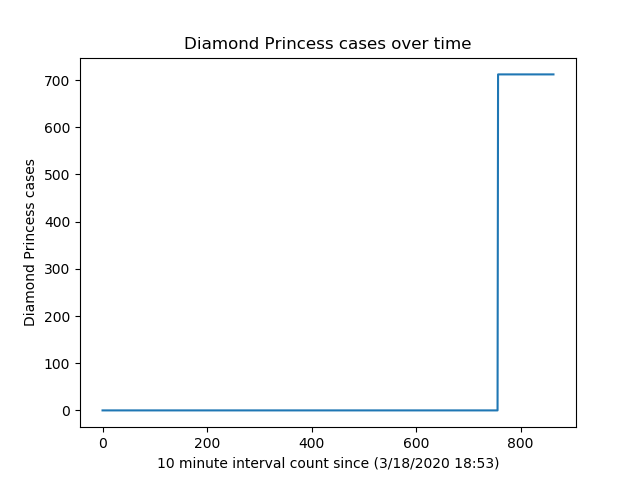 Diamond Princess cases over time
Diamond Princess cases
700
600
500
400
300
200
100
0
0 200 400 600 800
10 minute interval count since (3/18/2020 18:53)